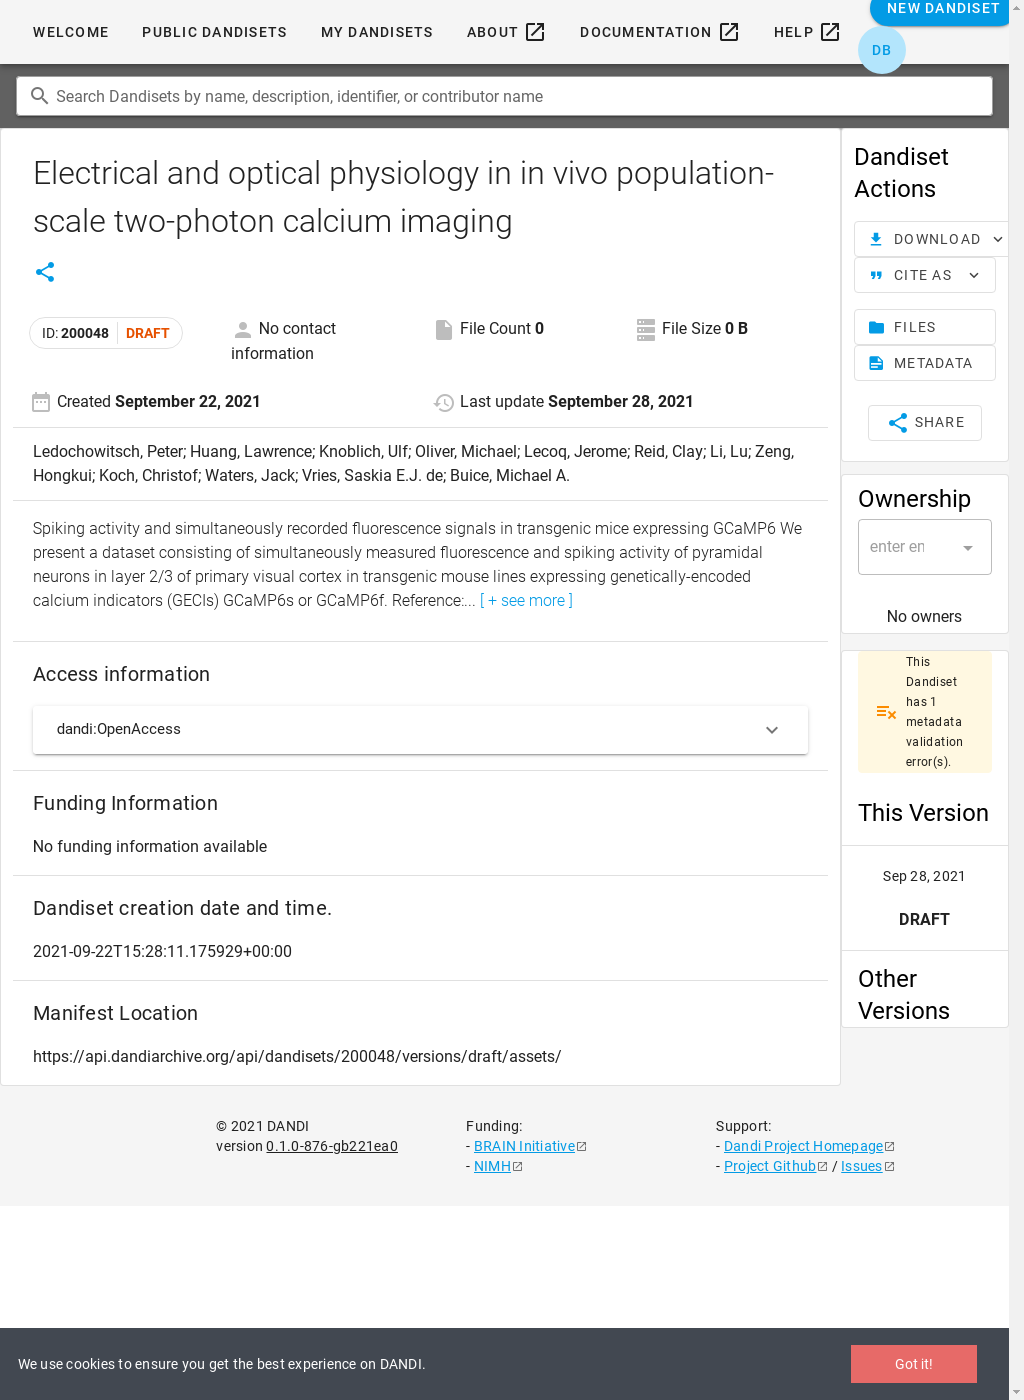 WELCOME PUBLIC DANDISETS MY DANDISETS ABOUT DOCUMENTATION HELP NEW DANDISET
DB
Search Dandisets by name, description, identifier, or contributor name
Electrical and optical physiology in in vivo population-
scale two-photon calcium imaging
ID: 200048 DRAFT
No contact
information
File Count 0
File Size 0 B
Created September 22, 2021
Last update September 28, 2021
Ledochowitsch, Peter; Huang, Lawrence; Knoblich, Ulf; Oliver, Michael; Lecoq, Jerome; Reid, Clay; Li, Lu; Zeng,
Hongkui; Koch, Christof; Waters, Jack; Vries, Saskia E.J. de; Buice, Michael A.
Spiking activity and simultaneously recorded fluorescence signals in transgenic mice expressing GCaMP6 We
present a dataset consisting of simultaneously measured fluorescence and spiking activity of pyramidal
neurons in layer 2/3 of primary visual cortex in transgenic mouse lines expressing genetically-encoded
calcium indicators (GECIs) GCaMP6s or GCaMP6f. Reference:... [ + see more ]
Access information
dandi:OpenAccess
Funding Information
No funding information available
Dandiset creation date and time.
2021-09-22T15:28:11.175929+00:00
Manifest Location
https://api.dandiarchive.org/api/dandisets/200048/versions/draft/assets/
Dandiset
Actions
DOWNLOAD
CITE AS
FILES
METADATA
SHARE
Ownership
enter en
No owners
This
Dandiset
has 1
metadata
validation
error(s).
This Version
Sep 28, 2021
DRAFT
Other
Versions
© 2021 DANDI
version 0.1.0-876-gb221ea0
Funding:
- BRAIN Initiative
- NIMH
Support:
- Dandi Project Homepage
- Project Github / Issues
We use cookies to ensure you get the best experience on DANDI.
Got it!